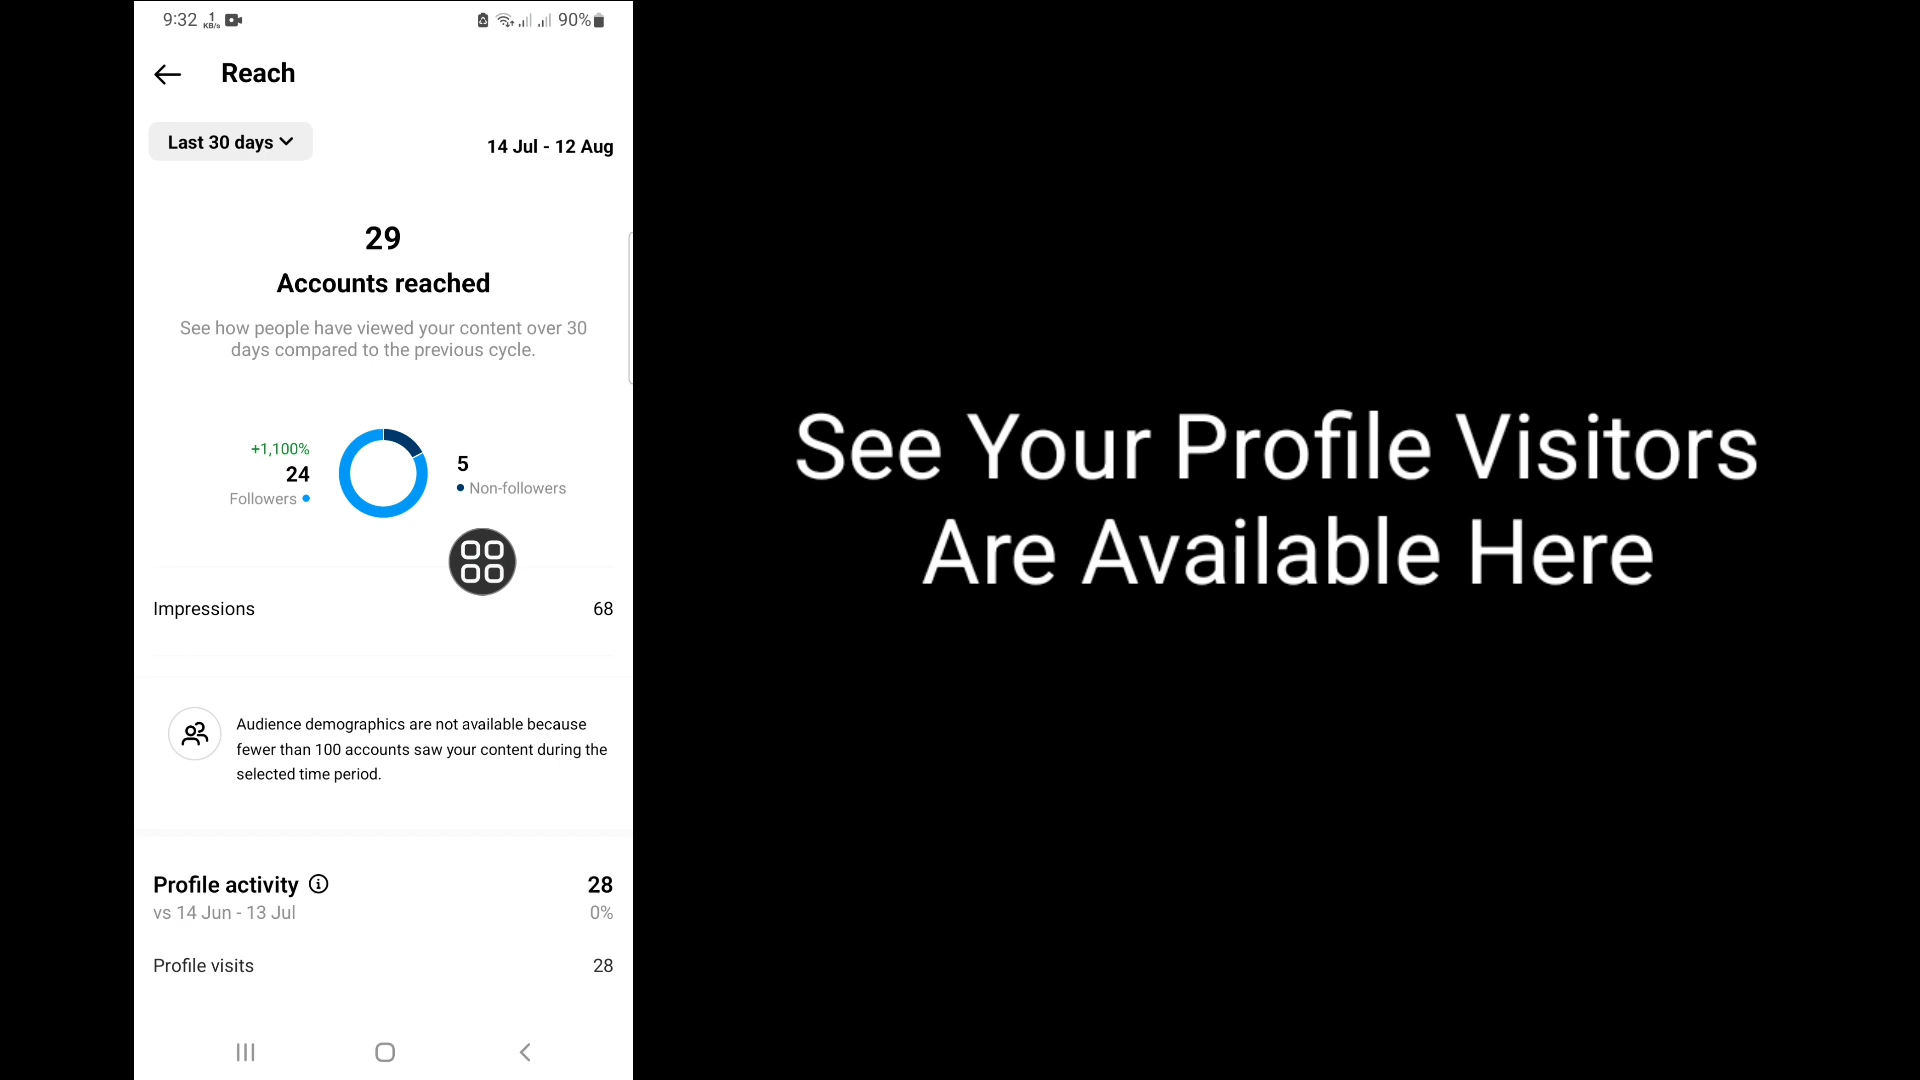 9:32 1 KB/s 90%
Reach
Last 30 days
14 Jul - 12 Aug
29
Accounts reached
See how people have viewed your content over 30
days compared to the previous cycle.
+1,100%
24
Followers
5
Non-followers
Impressions 68
Audience demographics are not available because
fewer than 100 accounts saw your content during the
selected time period.
Profile activity 28
vs 14 Jun - 13 Jul 0%
Profile visits 28
See Your Profile Visitors
Are Available Here